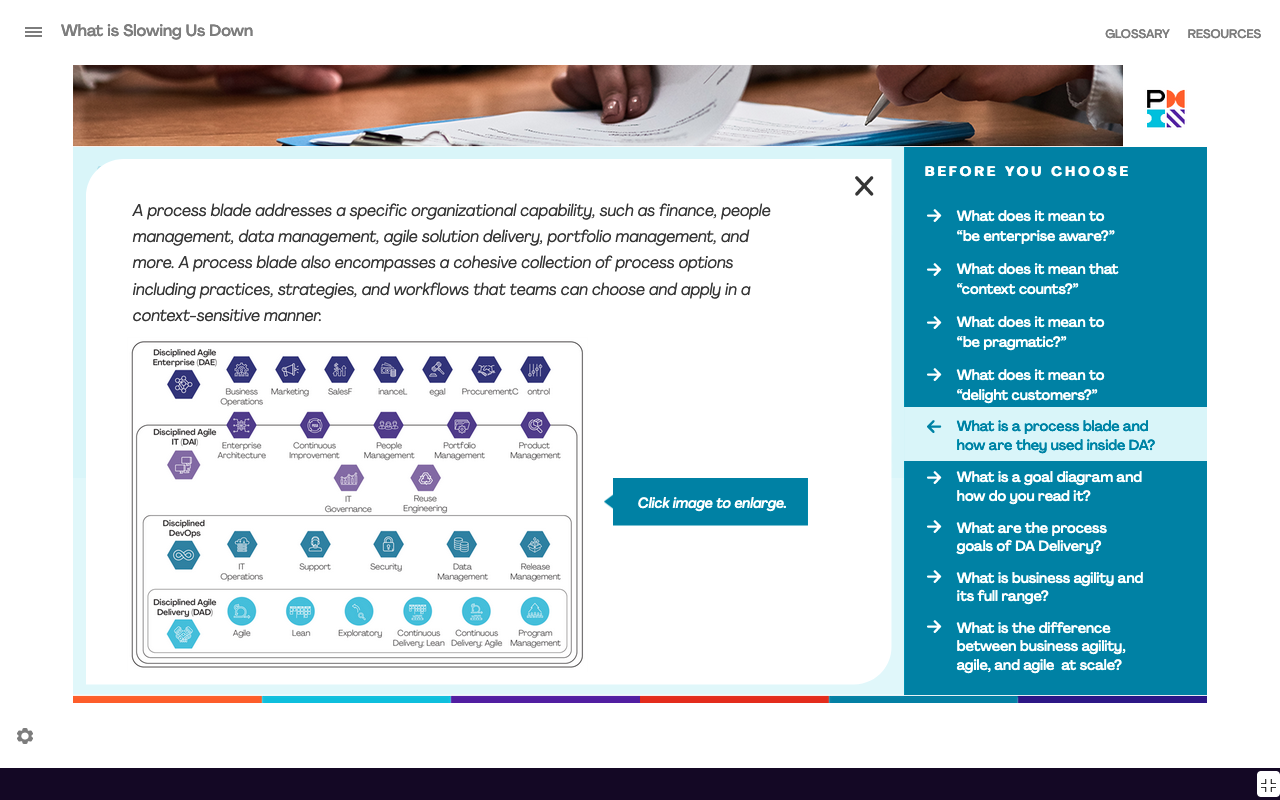 What is Slowing Us Down
GLOSSARY RESOURCES
BEFORE YOU CHOOSE
A process blade addresses a specific organizational capability, such as finance, people
management, data management, agile solution delivery, portfolio management, and
more. A process blade also encompasses a cohesive collection of process options
including practices, strategies, and workflows that teams can choose and apply in a
context-sensitive manner.
Disciplined Agile
Enterprise (DAE)
Business
Operations
Marketing
SalesF
inanceL
egal
ProcurementC
ontrol
Disciplined Agile
IT (DAI)
Enterprise
Architecture
Continuous
Improvement
People
Management
Portfolio
Management
Product
Management
IT
Governance
Reuse
Engineering
Disciplined
DevOps
IT
Operations
Support
Security
Data
Management
Release
Management
Disciplined Agile
Delivery (DAD)
Agile
Lean
Exploratory
Continuous
Delivery: Lean
Continuous
Delivery: Agile
Program
Management
Click image to enlarge.
What does it mean to
“be enterprise aware?”
What does it mean that
“context counts?”
What does it mean to
“be pragmatic?”
What does it mean to
“delight customers?”
What is a process blade and
how are they used inside DA?
What is a goal diagram and
how do you read it?
What are the process
goals of DA Delivery?
What is business agility and
its full range?
What is the difference
between business agility,
agile, and agile at scale?